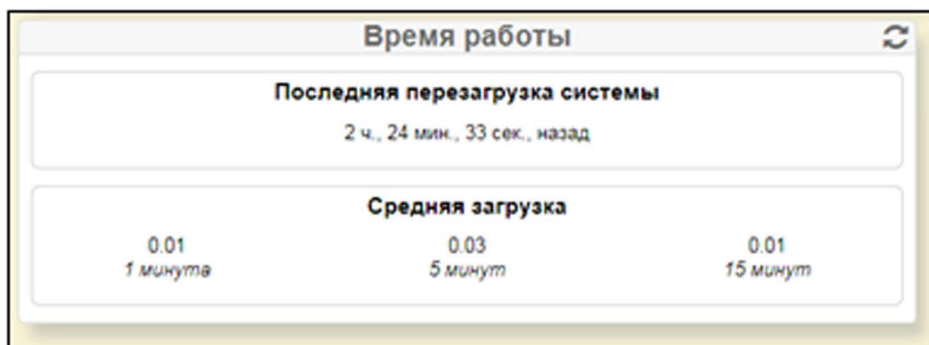 Время работы
Последняя перезагрузка системы
2 ч., 24 мин., 33 сек., назад
Средняя загрузка
0.01 0.03 0.01
1 минута 5 минут 15 минут